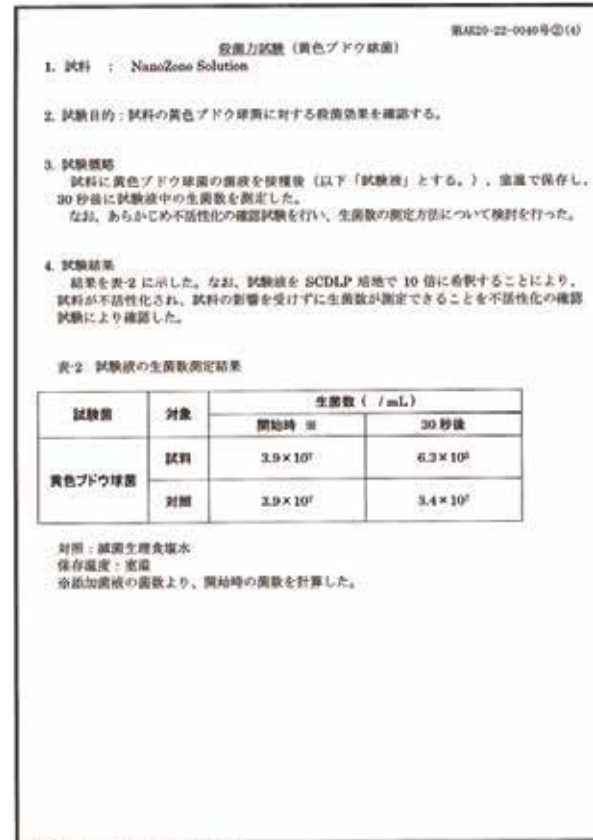 第AK20-22-0040号②(4)
殺菌力試験（黄色ブドウ球菌）
1. 試料 ： NanoZone Solution
2. 試験目的：試料の黄色ブドウ球菌に対する殺菌効果を確認する。
3. 試験概略
試料に黄色ブドウ球菌の菌液を接種後（以下「試験液」とする。）、室温で保存し、
30 秒後に試験液中の生菌数を測定した。
なお、あらかじめ不活性化の確認試験を行い、生菌数の測定方法について検討を行った。
4. 試験結果
結果を表-2 に示した。なお、試験液を SCDLP 培地で 10 倍に希釈することにより、
試料が不活性化され、試料の影響を受けずに生菌数が測定できることを不活性化の確認
試験により確認した。
表-2 試験液の生菌数測定結果
試験菌 対象 生菌数（ /mL）
開始時 ※ 30 秒後
黄色ブドウ球菌 試料 3.9×10⁷
対照 3.9×10⁷ 3.4×10⁷
対照：滅菌生理食塩水
保存温度：室温
※添加菌液の菌数より、開始時の菌数を計算した。